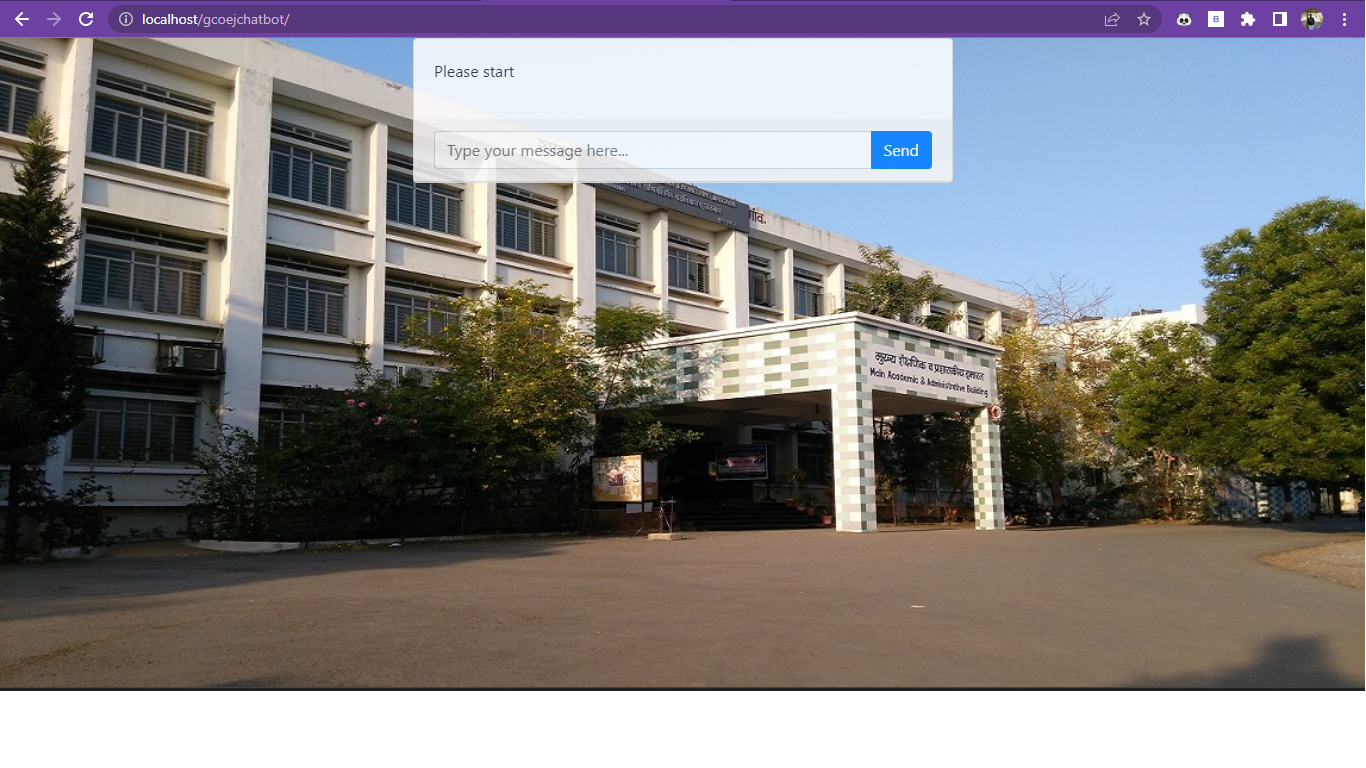 localhost/gcoejchatbot/
Please start
Type your message here...
Send
गांव.
मुख्य शैक्षणिक व प्रशासकीय इमारत
Main Academic & Administrative Building